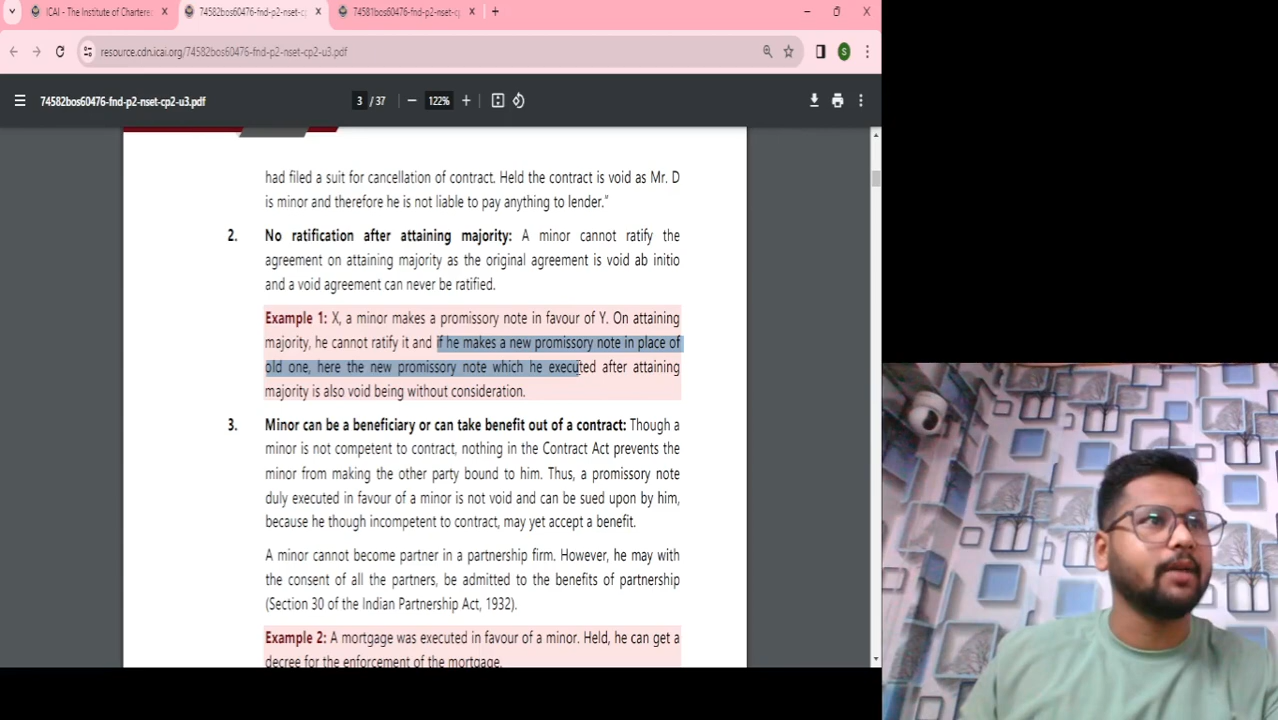 ICAI - The Institute of Charter
74582bos60476-fnd-p2-nset-c
74581bos60476-fnd-p2-nset-c
resource.cdn.icai.org/74582bos60476-fnd-p2-nset-cp2-u3.pdf
S
74582bos60476-fnd-p2-nset-cp2-u3.pdf
3 / 37
122%
had filed a suit for cancellation of contract. Held the contract is void as Mr. D
is minor and therefore he is not liable to pay anything to lender."
2. No ratification after attaining majority: A minor cannot ratify the
agreement on attaining majority as the original agreement is void ab initio
and a void agreement can never be ratified.
Example 1: X, a minor makes a promissory note in favour of Y. On attaining
majority, he cannot ratify it and if he makes a new promissory note in place of
old one, here the new promissory note which he executed after attaining
majority is also void being without consideration.
3. Minor can be a beneficiary or can take benefit out of a contract: Though a
minor is not competent to contract, nothing in the Contract Act prevents the
minor from making the other party bound to him. Thus, a promissory note
duly executed in favour of a minor is not void and can be sued upon by him,
because he though incompetent to contract, may yet accept a benefit.
A minor cannot become partner in a partnership firm. However, he may with
the consent of all the partners, be admitted to the benefits of partnership
(Section 30 of the Indian Partnership Act, 1932).
Example 2: A mortgage was executed in favour of a minor. Held, he can get a
decree for the enforcement of the mortgage.